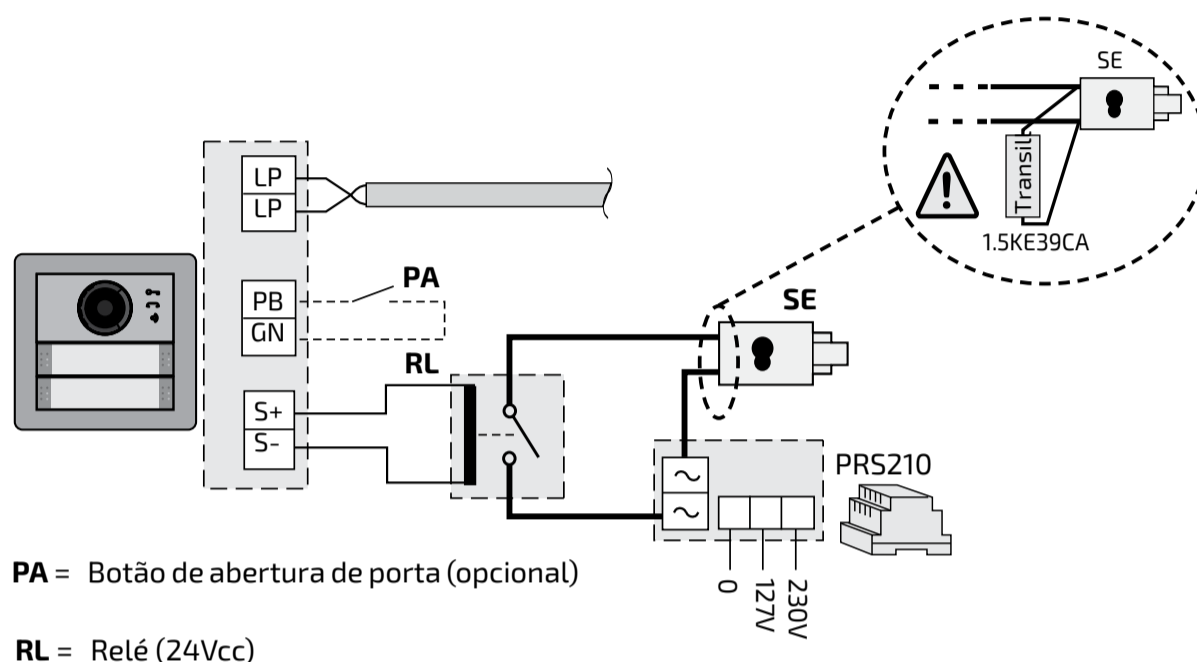 SE
Transil
1.5KE39CA
LP
LP
PA
PB
GN
SE
RL
S+
S-
PRS210
~
~
0
127V
230V
PA = Botão de abertura de porta (opcional)
RL = Relé (24Vcc)